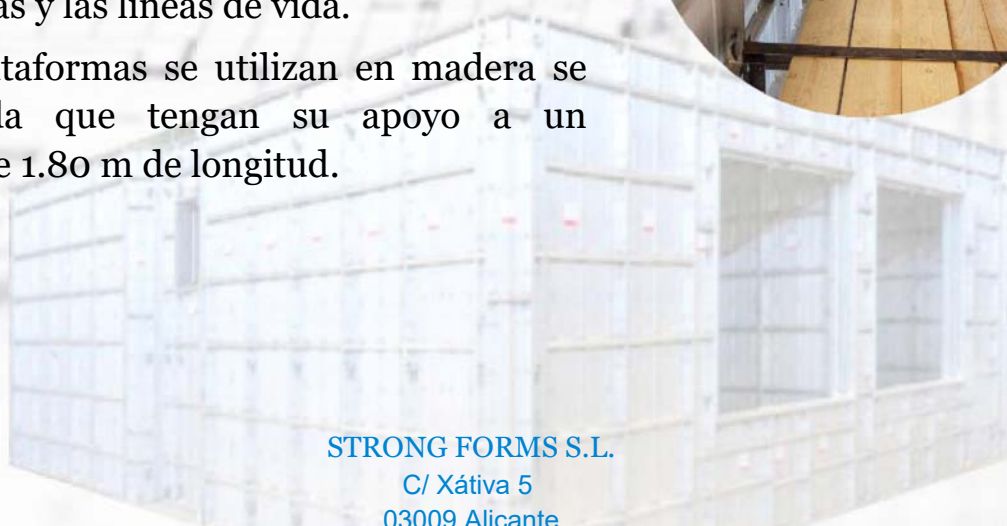 as y las líneas de vida.
taformas se utilizan en madera se
da que tengan su apoyo a un
e 1.80 m de longitud.
STRONG FORMS S.L.
C/ Xátiva 5
03009 Alicante